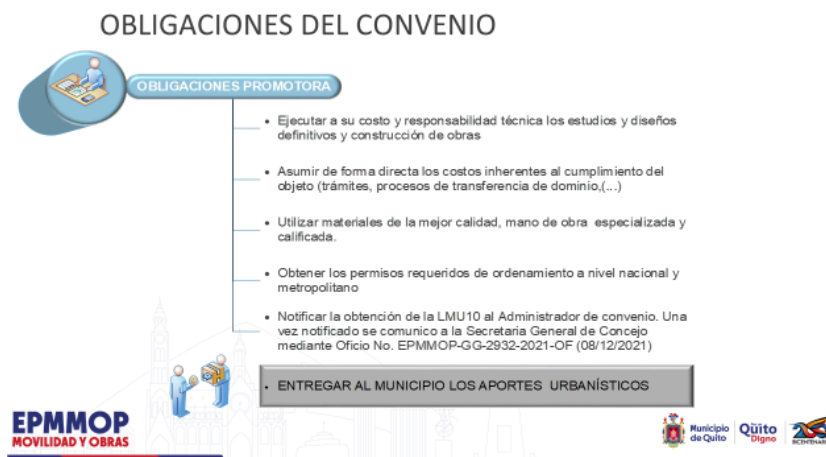 OBLIGACIONES DEL CONVENIO
OBLIGACIONES PROMOTORA
• Ejecutar a su costo y responsabilidad técnica los estudios y diseños
definitivos y construcción de obras
• Asumir de forma directa los costos inherentes al cumplimiento del
objeto (trámites, procesos de transferencia de dominio,(...)
• Utilizar materiales de la mejor calidad, mano de obra especializada y
calificada.
• Obtener los permisos requeridos de ordenamiento a nivel nacional y
metropolitano
• Notificar la obtención de la LMU10 al Administrador de convenio. Una
vez notificado se comunico a la Secretaria General de Concejo
mediante Oficio No. EPMMOP-GG-2932-2021-OF (08/12/2021)
• ENTREGAR AL MUNICIPIO LOS APORTES URBANÍSTICOS
EPMMOP
MOVILIDAD Y OBRAS
Municipio
de Quito
Quito
Digno
BICENTENARIO